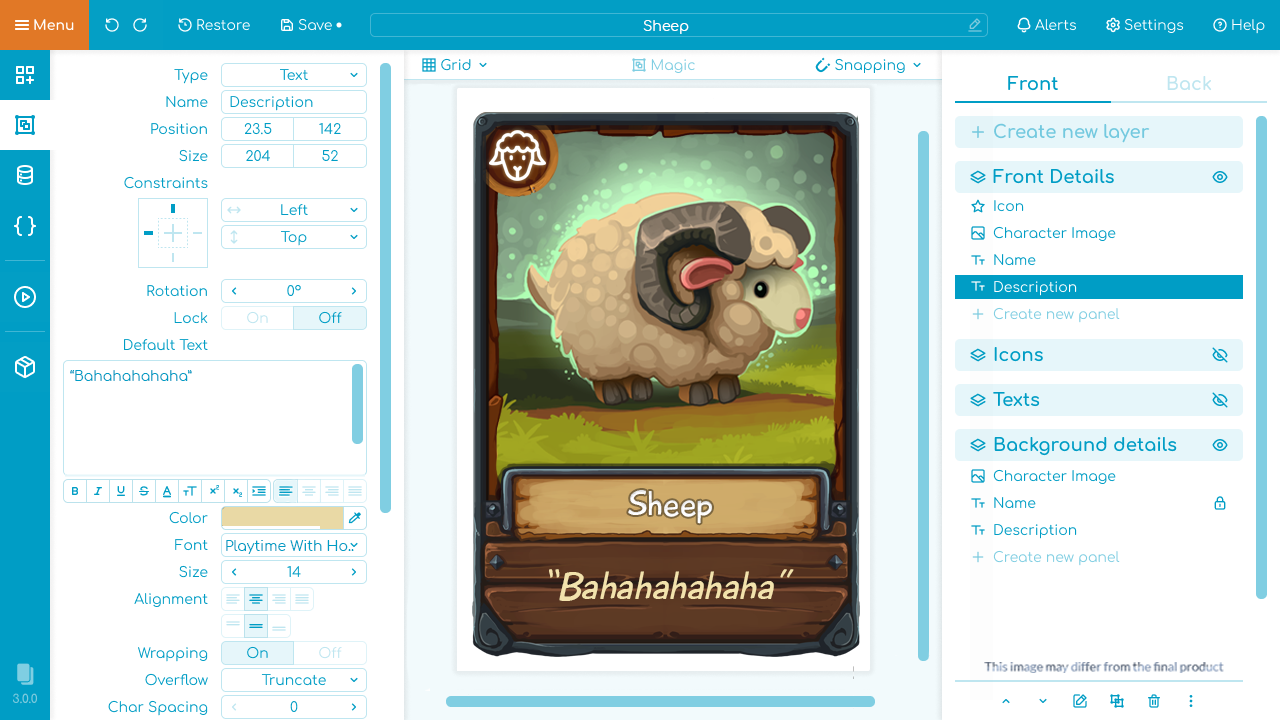 Menu
Restore
Save •
Sheep
Alerts
Settings
Help
Type
Text
Name
Description
Position
23.5
142
Size
204
52
Constraints
Left
Top
Rotation
0°
Lock
On
Off
Default Text
“Bahahahahaha”
B
I
U
S
A
TT
x²
x₂
Color
Font
Playtime With Ho..
Size
14
Alignment
Wrapping
On
Off
Overflow
Truncate
Char Spacing
0
3.0.0
Grid
Magic
Snapping
Sheep
“Bahahahahaha”
Front
Back
Create new layer
Front Details
Icon
Character Image
Name
Description
Create new panel
Icons
Texts
Background details
Character Image
Name
Description
Create new panel
This image may differ from the final product